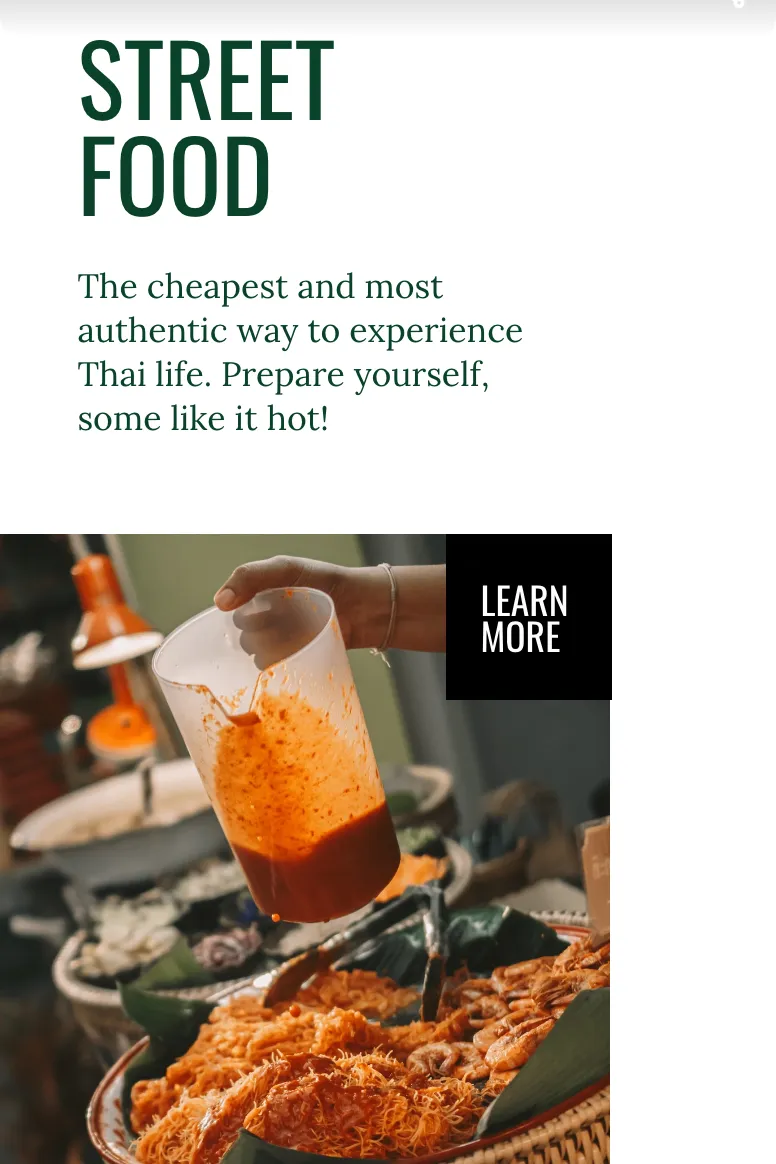 STREET
FOOD
The cheapest and most
authentic way to experience
Thai life. Prepare yourself,
some like it hot!
LEARN
MORE